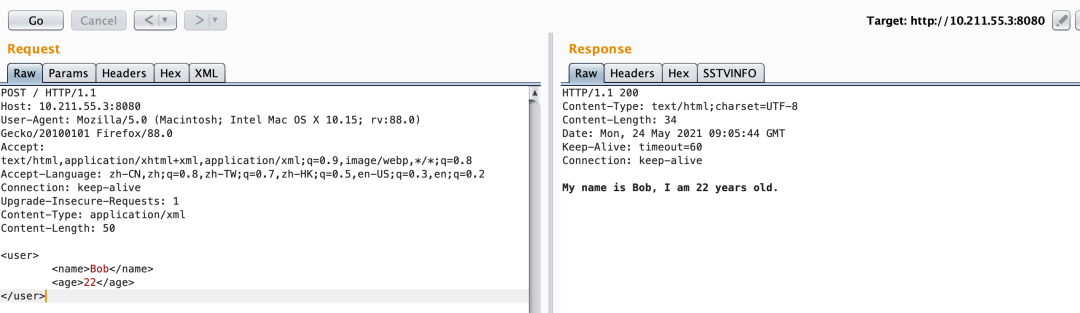 Go Cancel < > Target: http://10.211.55.3:8080
Request
Raw Params Headers Hex XML
POST / HTTP/1.1
Host: 10.211.55.3:8080
User-Agent: Mozilla/5.0 (Macintosh; Intel Mac OS X 10.15; rv:88.0)
Gecko/20100101 Firefox/88.0
Accept:
text/html,application/xhtml+xml,application/xml;q=0.9,image/webp,*/*;q=0.8
Accept-Language: zh-CN,zh;q=0.8,zh-TW;q=0.7,zh-HK;q=0.5,en-US;q=0.3,en;q=0.2
Connection: keep-alive
Upgrade-Insecure-Requests: 1
Content-Type: application/xml
Content-Length: 50
<user>
<name>Bob</name>
<age>22</age>
</user>
Response
Raw Headers Hex SSTVINFO
HTTP/1.1 200
Content-Type: text/html;charset=UTF-8
Content-Length: 34
Date: Mon, 24 May 2021 09:05:44 GMT
Keep-Alive: timeout=60
Connection: keep-alive
My name is Bob, I am 22 years old.